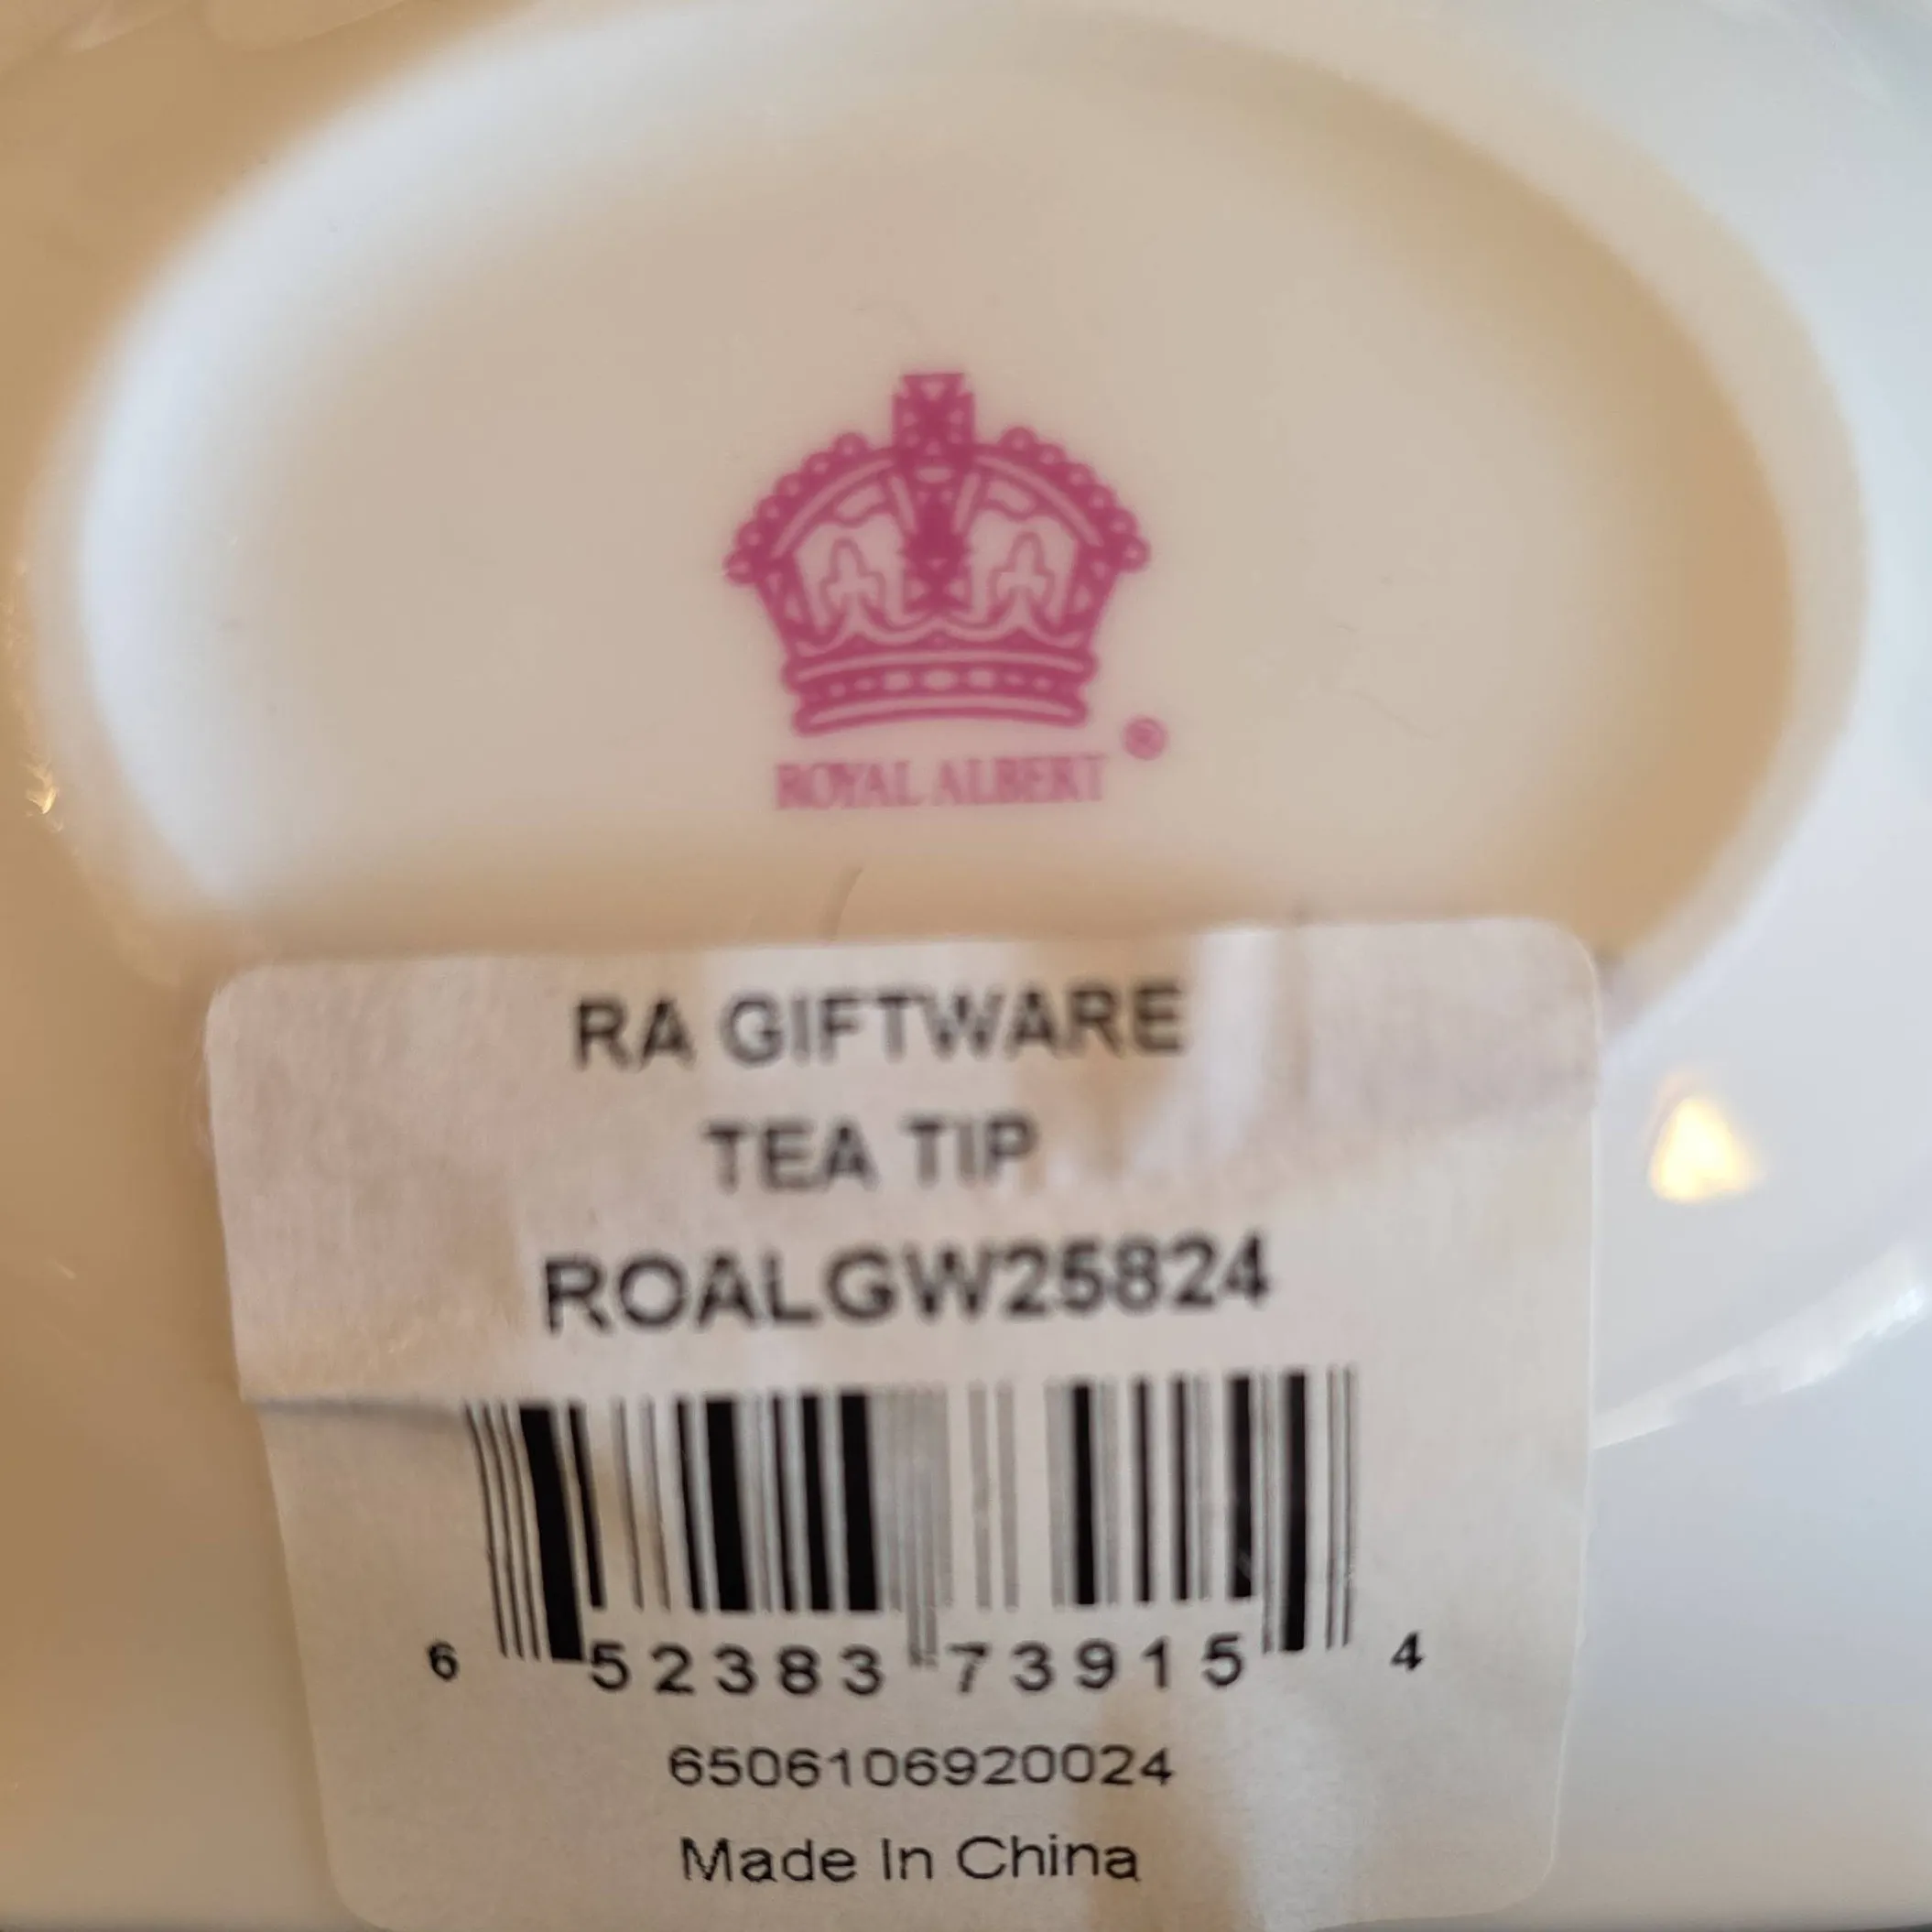 ROYAL ALBERT®
RA GIFTWARE
TEA TIP
ROALGW25824
6 52383 73915 4
6506106920024
Made In China